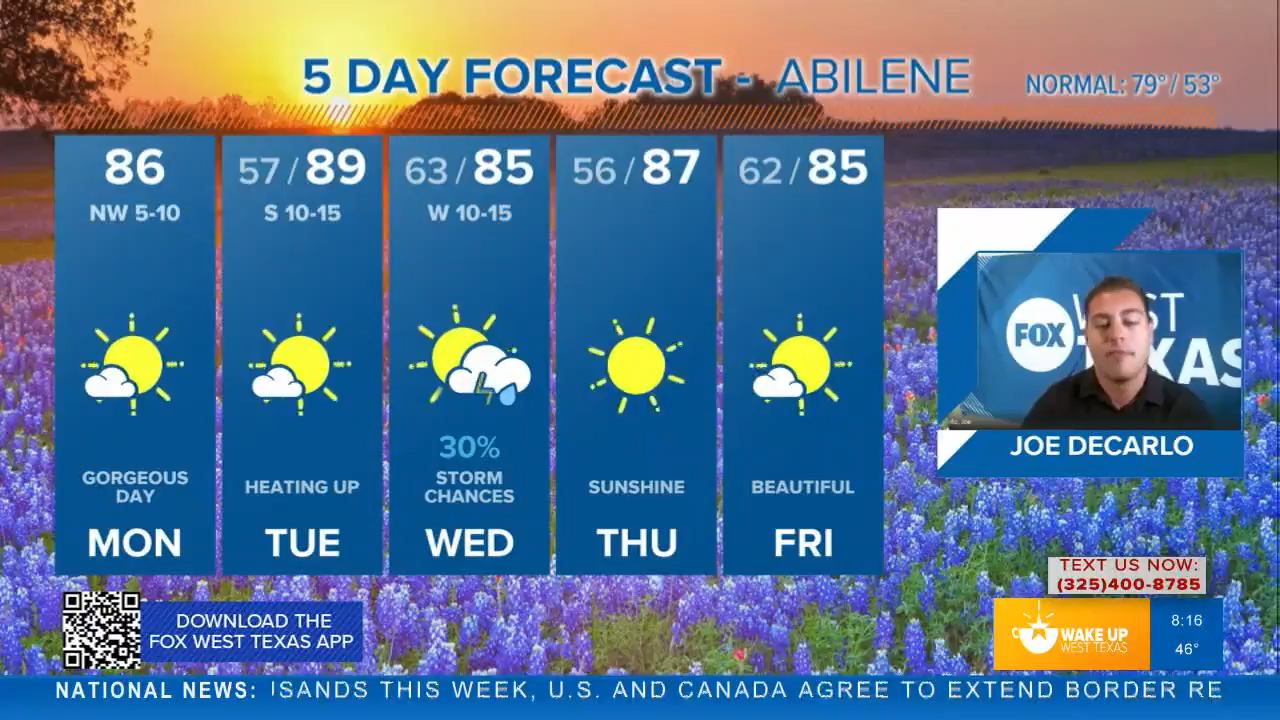 5 DAY FORECAST - ABILENE
NORMAL: 79°/ 53°
86
NW 5-10
GORGEOUS
DAY
MON
57 / 89
S 10-15
HEATING UP
TUE
63 / 85
W 10-15
30%
STORM
CHANCES
WED
56 / 87
SUNSHINE
THU
62 / 85
BEAUTIFUL
FRI
FOX
JOE DECARLO
TEXT US NOW:
(325)400-8785
DOWNLOAD THE
FOX WEST TEXAS APP
WAKE UP
WEST TEXAS
8:16
46°
NATIONAL NEWS: ISANDS THIS WEEK, U.S. AND CANADA AGREE TO EXTEND BORDER RE